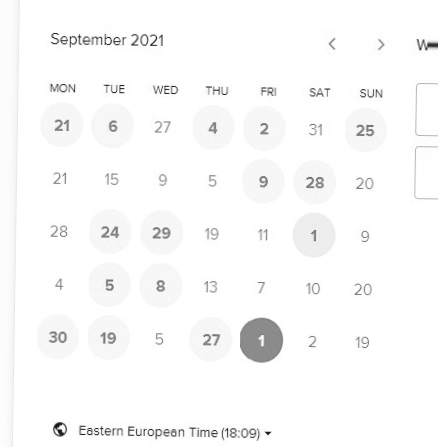 September 2021
MON TUE WED THU FRI SAT SUN
21 6 27 4 2 31 25
21 15 9 5 9 28 20
28 24 29 19 11 1 9
4 5 8 13 7 10 20
30 19 5 27 1 2 19
Eastern European Time (18:09)